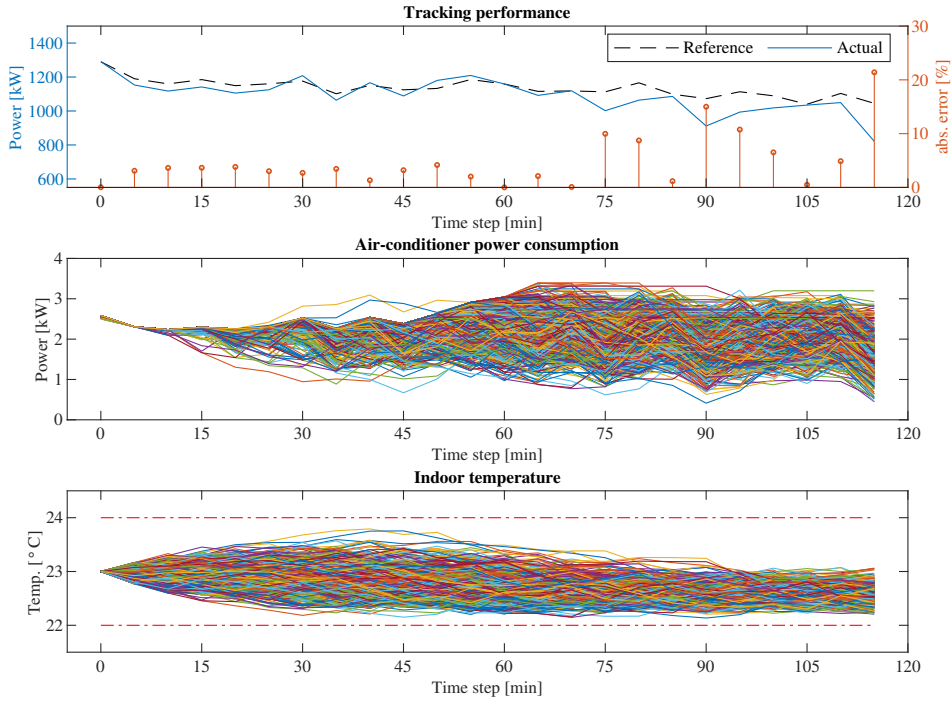 Tracking performance
1400
1200
1000
800
600
Power [kW]
Reference
Actual
30
20
10
0
abs. error [%]
0 15 30 45 60 75 90 105 120
Time step [min]
Air-conditioner power consumption
4
3
2
1
0
Power [kW]
0 15 30 45 60 75 90 105 120
Time step [min]
Indoor temperature
24
23
22
Temp. [ ° C]
0 15 30 45 60 75 90 105 120
Time step [min]